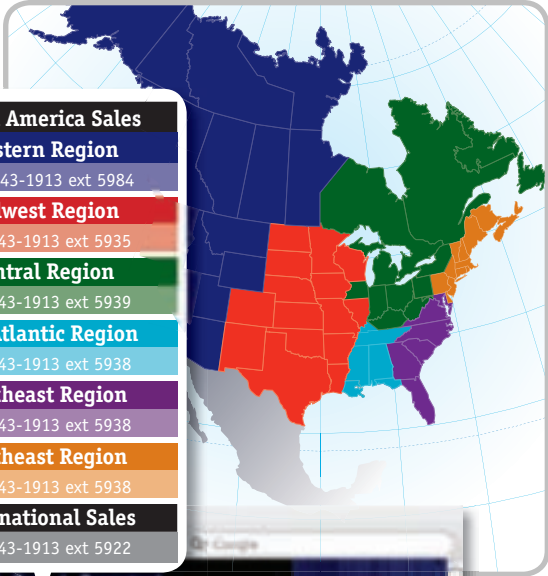 America Sales
stern Region
43-1913 ext 5984
west Region
43-1913 ext 5935
ntral Region
43-1913 ext 5939
tlantic Region
43-1913 ext 5938
heast Region
43-1913 ext 5938
heast Region
43-1913 ext 5938
national Sales
43-1913 ext 5922
Google